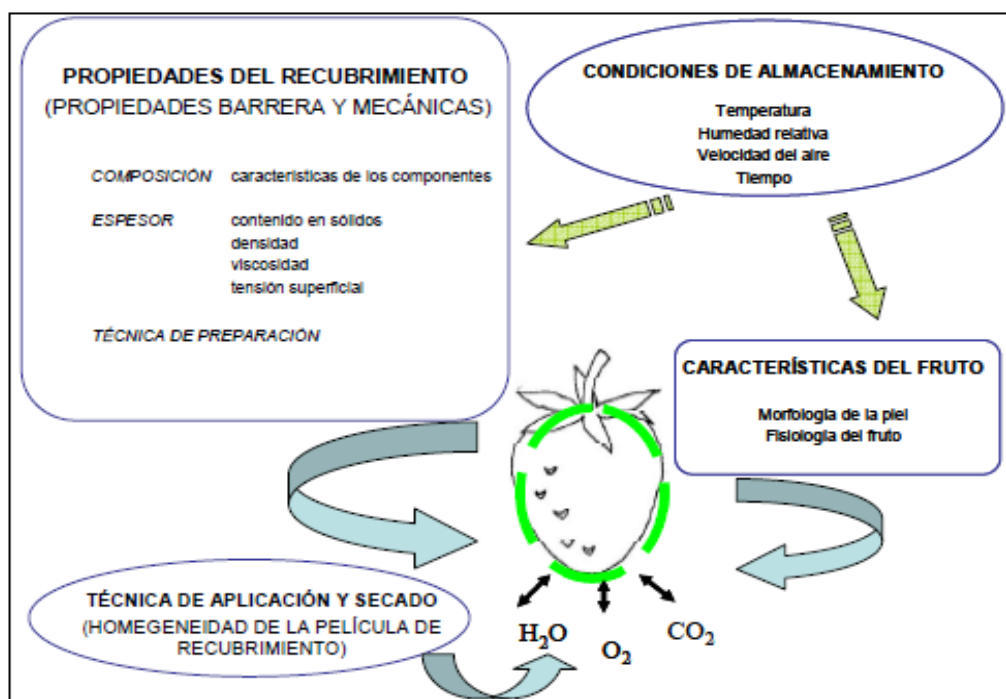 PROPIEDADES DEL RECUBRIMIENTO
(PROPIEDADES BARRERA Y MECÁNICAS)
COMPOSICIÓN características de los componentes
ESPESOR contenido en sólidos
densidad
viscosidad
tensión superficial
TÉCNICA DE PREPARACIÓN
CONDICIONES DE ALMACENAMIENTO
Temperatura
Humedad relativa
Velocidad del aire
Tiempo
CARACTERÍSTICAS DEL FRUTO
Morfología de la piel
Fisiología del fruto
TÉCNICA DE APLICACIÓN Y SECADO
(HOMEGENEIDAD DE LA PELÍCULA DE
RECUBRIMIENTO)
H₂O
O₂
CO₂